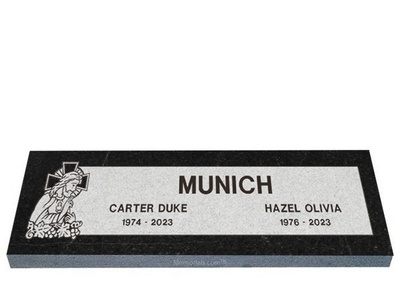 MUNICH
CARTER DUKE HAZEL OLIVIA
1974 - 2023 1976 - 2023